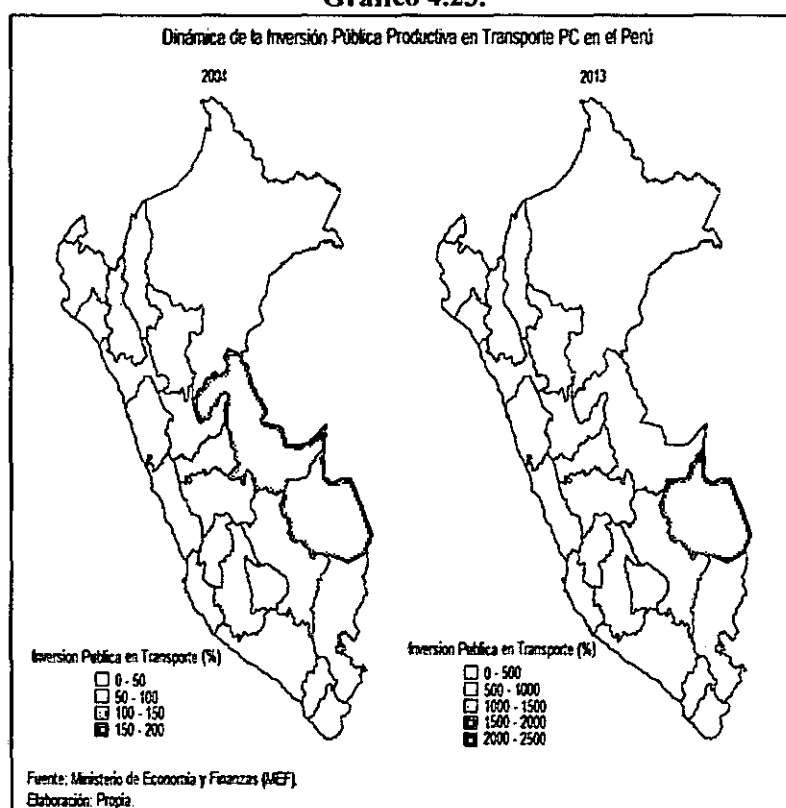 Gráfico 4.23.
Dinámica de la Inversión Pública Productiva en Transporte PC en el Perú
2001 2013
Inversion Publica en Transporte (%)
0 - 50
50 - 100
100 - 150
150 - 200
Inversion Publica en Transporte (%)
0 - 500
500 - 1000
1000 - 1500
1500 - 2000
2000 - 2500
Fuente: Ministerio de Economía y Finanzas (MEF).
Elaboración: Propia.